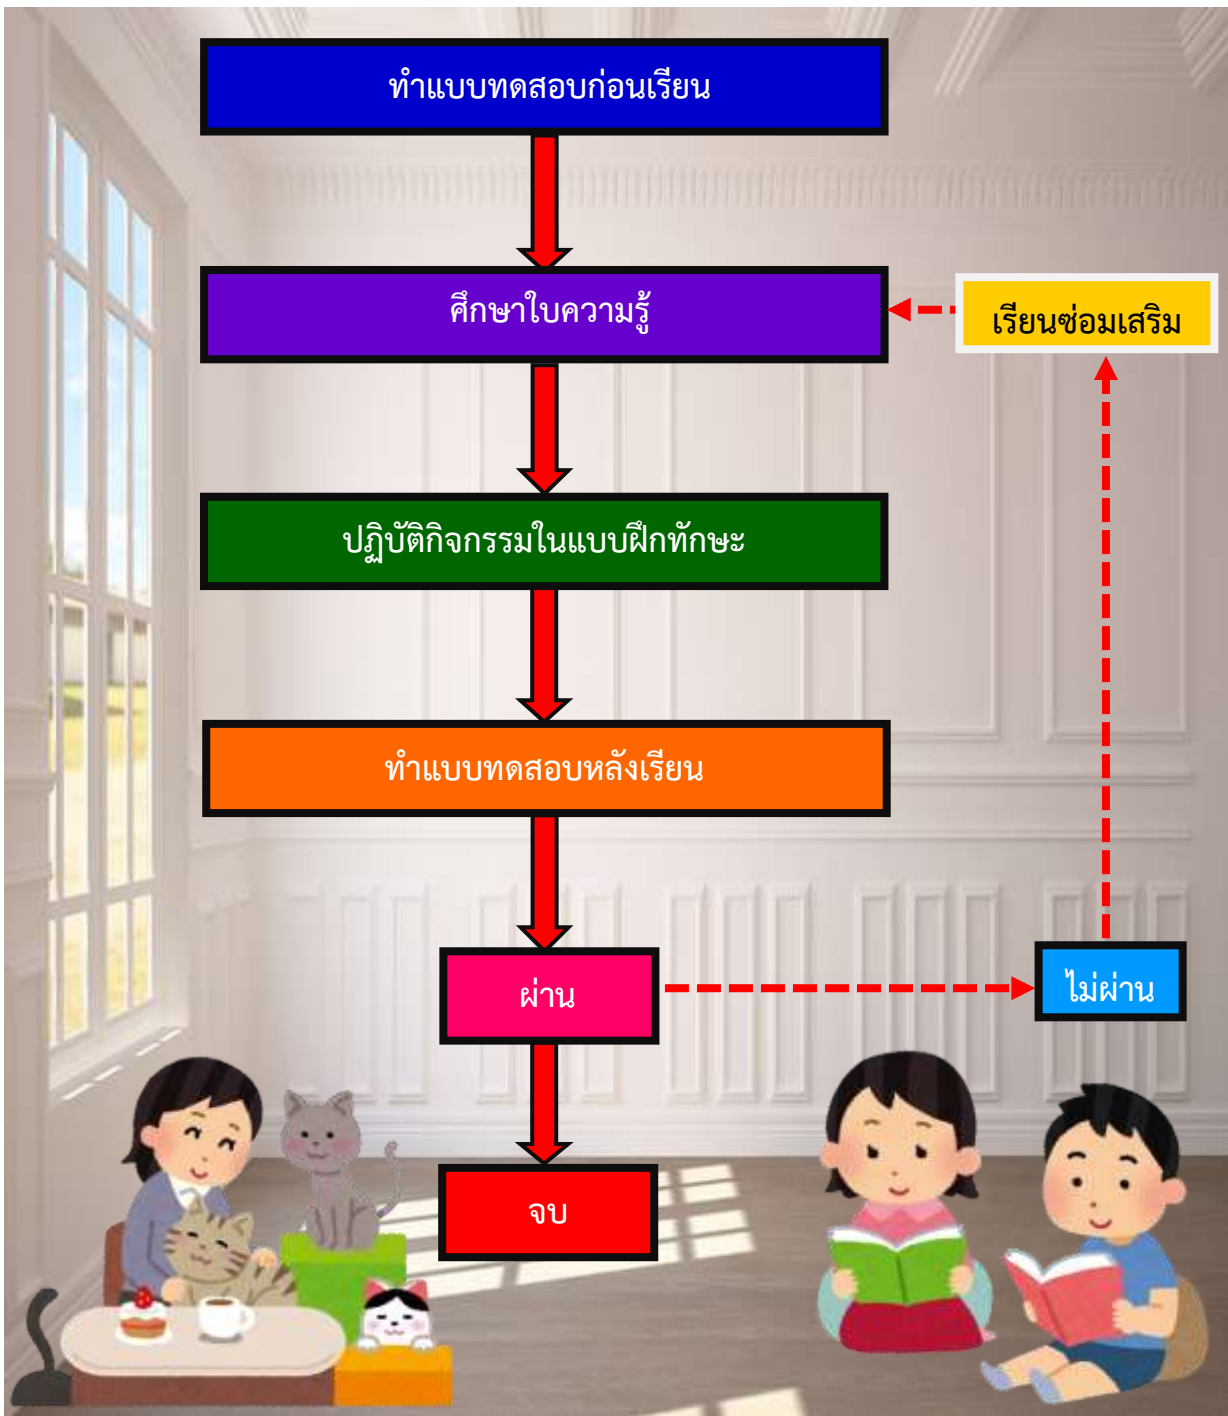 ทำแบบทดสอบก่อนเรียน
ศึกษาใบความรู้
เรียนซ่อมเสริม
ปฏิบัติกิจกรรมในแบบฝึกทักษะ
ทำแบบทดสอบหลังเรียน
ผ่าน
ไม่ผ่าน
จบ